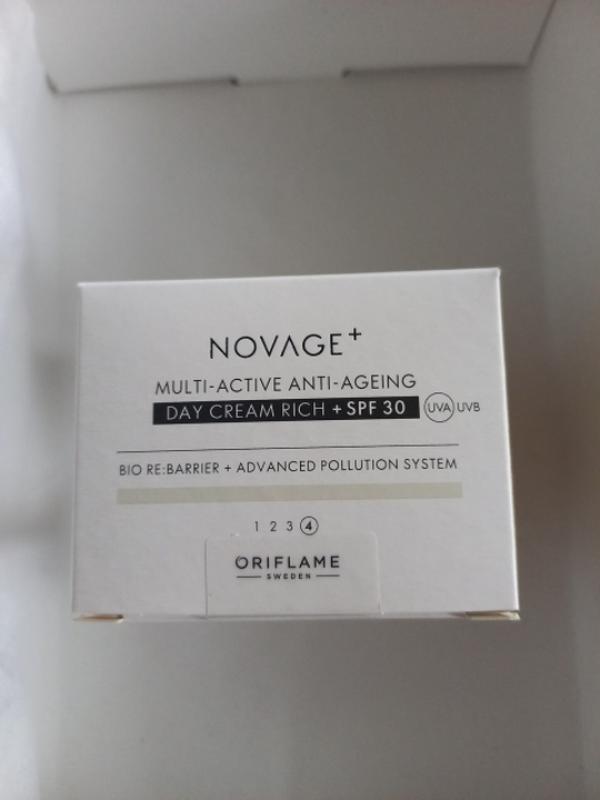 NOVAGE+
MULTI-ACTIVE ANTI-AGEING
DAY CREAM RICH + SPF 30 UVA UVB
BIO RE:BARRIER + ADVANCED POLLUTION SYSTEM
1 2 3 4
ORIFLAME
SWEDEN